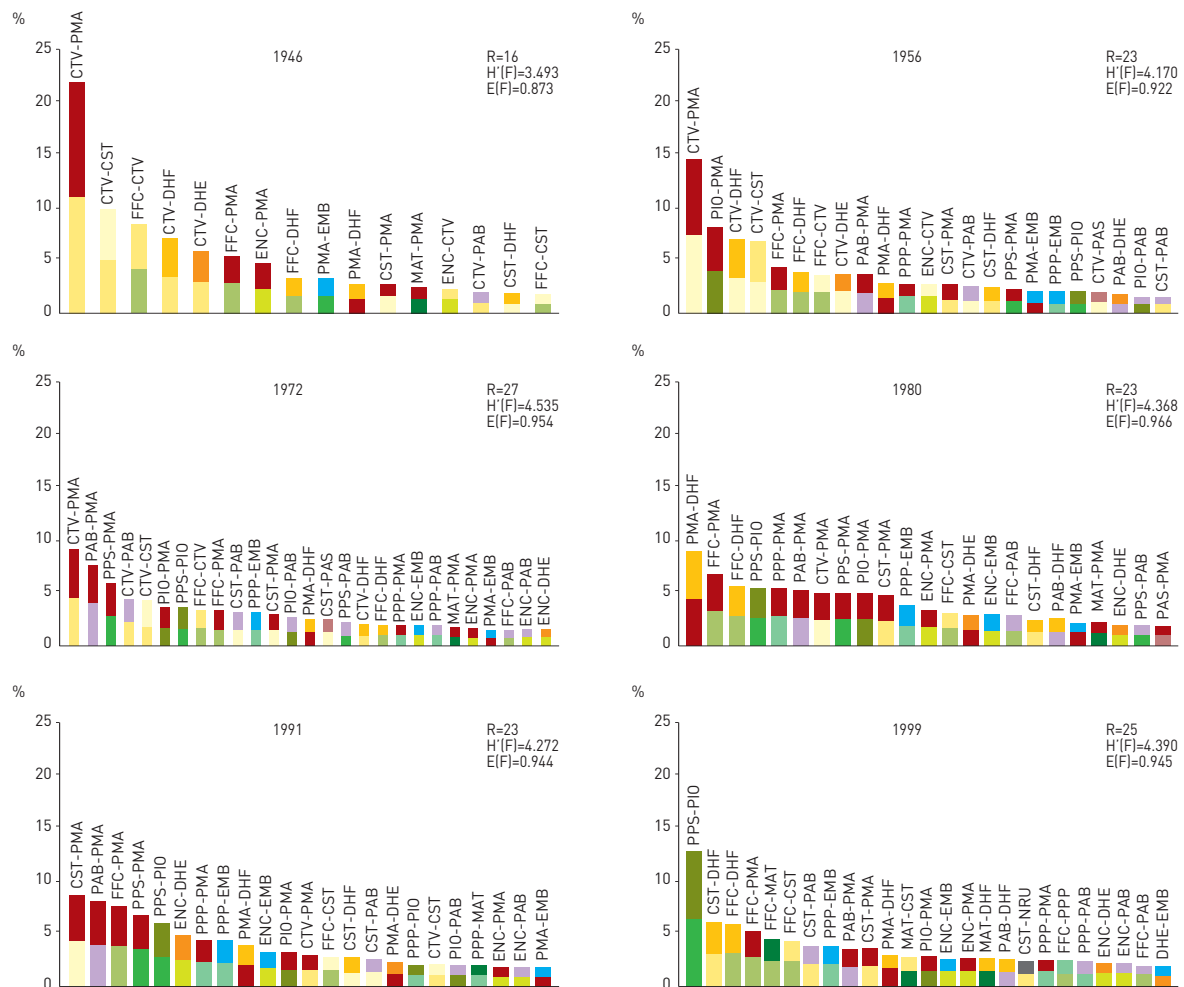 %
1946
R=16
H'(F)=3.493
E(F)=0.873
25
20
15
10
5
0
CTV-PMA
CTV-CST
FFC-CTV
CTV-DHF
CTV-DHE
FFC-PMA
ENC-PMA
FFC-DHF
PMA-EMB
PMA-DHF
CST-PMA
MAT-PMA
ENC-CTV
CTV-PAB
CST-DHF
FFC-CST
%
1956
R=23
H'(F)=4.170
E(F)=0.922
25
20
15
10
5
0
CTV-PMA
PIO-PMA
CTV-DHF
CTV-CST
FFC-PMA
FFC-DHF
FFC-CTV
CTV-DHE
PAB-PMA
PMA-DHF
PPP-PMA
ENC-CTV
CST-PMA
CTV-PAB
CST-DHF
PPS-PMA
PMA-EMB
PPP-EMB
PPS-PIO
CTV-PAS
PAB-DHE
PIO-PAB
CST-PAB
%
1972
R=27
H'(F)=4.535
E(F)=0.954
25
20
15
10
5
0
CTV-PMA
PAB-PMA
PPS-PMA
CTV-PAB
CTV-CST
PIO-PMA
PPS-PIO
FFC-CTV
FFC-PMA
CST-PAB
PPP-EMB
CST-PMA
PIO-PAB
PMA-DHF
CST-PAS
PPS-PAB
CTV-DHF
FFC-DHF
PPP-PMA
ENC-EMB
PPP-PAB
MAT-PMA
ENC-PMA
PMA-EMB
FFC-PAB
ENC-PAB
ENC-DHE
%
1980
R=23
H'(F)=4.368
E(F)=0.966
25
20
15
10
5
0
PMA-DHF
FFC-PMA
FFC-DHF
PPS-PIO
PPP-PMA
PAB-PMA
CTV-PMA
PPS-PMA
PIO-PMA
CST-PMA
PPP-EMB
ENC-PMA
FFC-CST
PMA-DHE
ENC-EMB
FFC-PAB
CST-DHF
PAB-DHF
PMA-EMB
MAT-PMA
ENC-DHE
PPS-PAB
PAS-PMA
%
1991
R=23
H'(F)=4.272
E(F)=0.944
25
20
15
10
5
0
CST-PMA
PAB-PMA
FFC-PMA
PPS-PMA
PPS-PIO
ENC-DHE
PPP-PMA
PPP-EMB
PMA-DHF
ENC-EMB
PIO-PMA
CTV-PMA
FFC-CST
CST-DHF
CST-PAB
PMA-DHE
PPP-PIO
CTV-CST
PIO-PAB
PPP-MAT
ENC-PMA
ENC-PAB
PMA-EMB
%
1999
R=25
H'(F)=4.390
E(F)=0.945
25
20
15
10
5
0
PPS-PIO
CST-DHF
FFC-DHF
FFC-PMA
FFC-MAT
FFC-CST
CST-PAB
PPP-EMB
PAB-PMA
CST-PMA
PMA-DHF
MAT-CST
PIO-PMA
ENC-EMB
ENC-PMA
MAT-DHF
PAB-DHF
CST-NRU
PPP-PMA
FFC-PPP
PPP-PAB
ENC-DHE
ENC-PAB
FFC-PAB
DHE-EMB